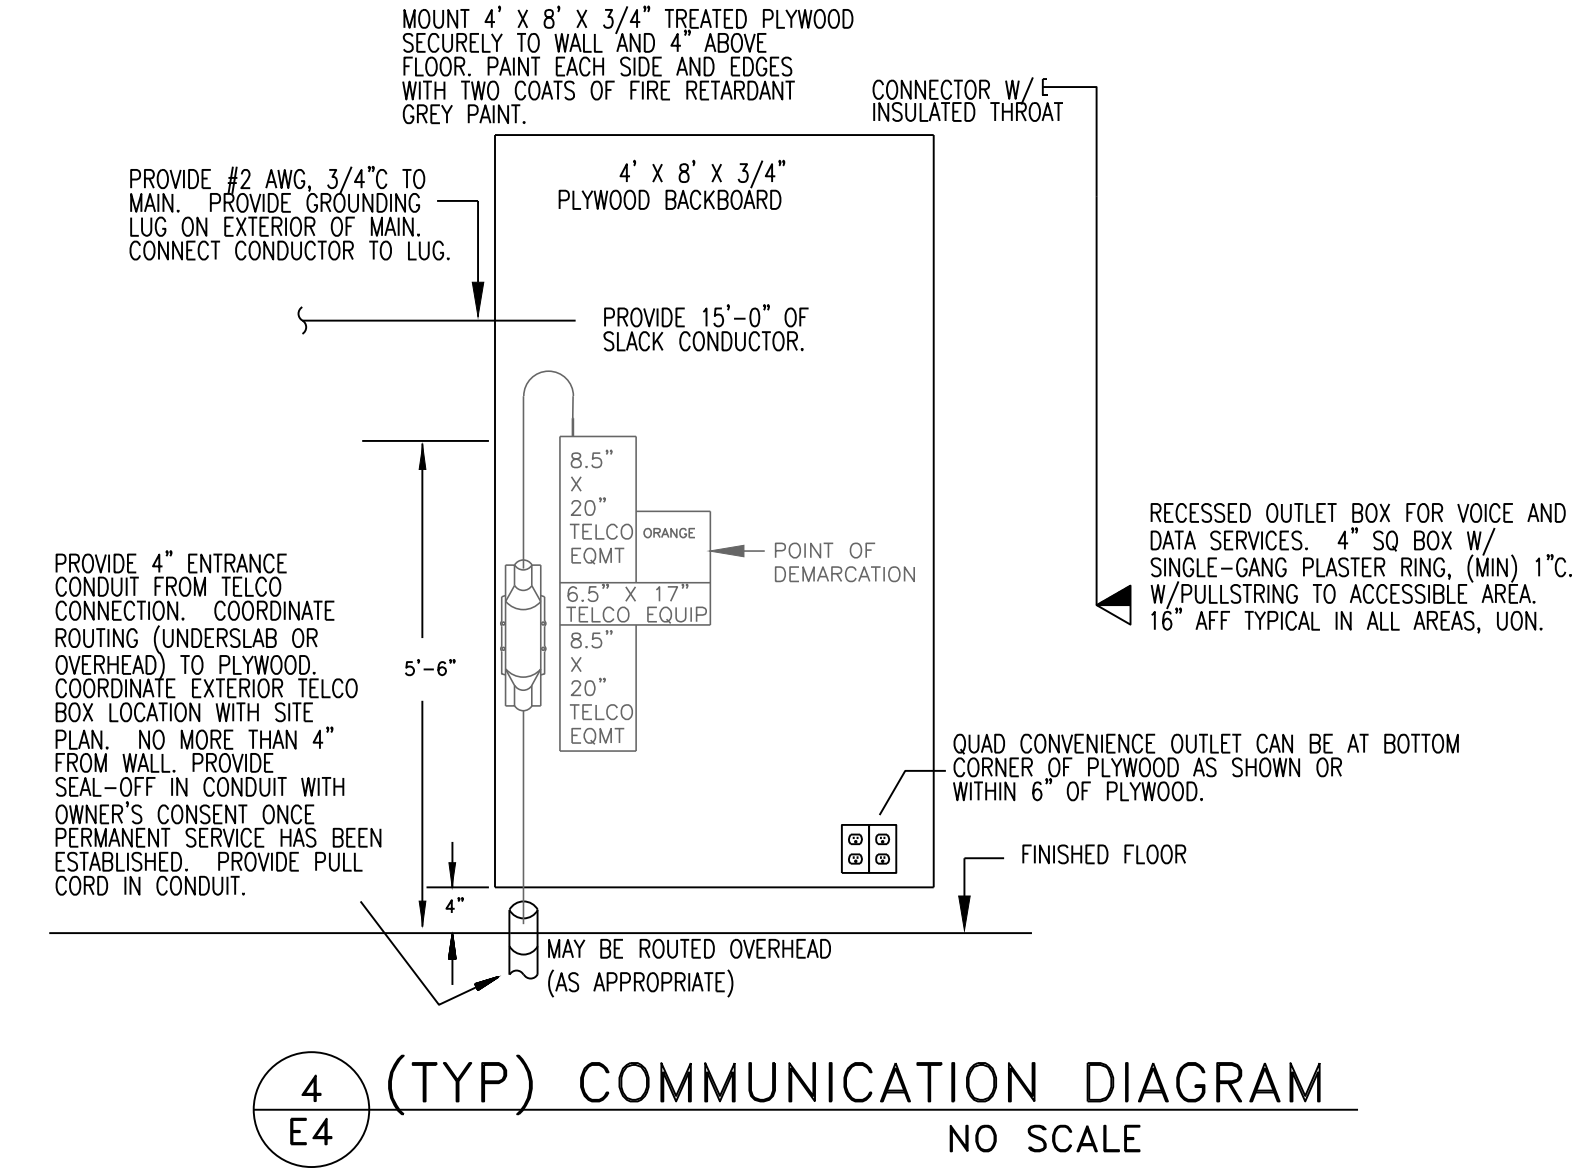 MOUNT 4' X 8' X 3/4" TREATED PLYWOOD
SECURELY TO WALL AND 4" ABOVE
FLOOR. PAINT EACH SIDE AND EDGES
WITH TWO COATS OF FIRE RETARDANT
GREY PAINT.
CONNECTOR W/
INSULATED THROAT
4' X 8' X 3/4"
PLYWOOD BACKBOARD
PROVIDE #2 AWG, 3/4"C TO
MAIN. PROVIDE GROUNDING
LUG ON EXTERIOR OF MAIN.
CONNECT CONDUCTOR TO LUG.
PROVIDE 15'-0" OF
SLACK CONDUCTOR.
8.5"
X
20"
TELCO
EQMT
ORANGE
POINT OF
DEMARCATION
6.5" X 17"
TELCO EQUIP
8.5"
X
20"
TELCO
EQMT
RECESSED OUTLET BOX FOR VOICE AND
DATA SERVICES. 4" SQ BOX W/
SINGLE-GANG PLASTER RING, (MIN) 1"C.
W/PULLSTRING TO ACCESSIBLE AREA.
16" AFF TYPICAL IN ALL AREAS, UON.
PROVIDE 4" ENTRANCE
CONDUIT FROM TELCO
CONNECTION. COORDINATE
ROUTING (UNDERSLAB OR
OVERHEAD) TO PLYWOOD.
COORDINATE EXTERIOR TELCO
BOX LOCATION WITH SITE
PLAN. NO MORE THAN 4"
FROM WALL. PROVIDE
SEAL-OFF IN CONDUIT WITH
OWNER'S CONSENT ONCE
PERMANENT SERVICE HAS BEEN
ESTABLISHED. PROVIDE PULL
CORD IN CONDUIT.
5'-6"
QUAD CONVENIENCE OUTLET CAN BE AT BOTTOM
CORNER OF PLYWOOD AS SHOWN OR
WITHIN 6" OF PLYWOOD.
FINISHED FLOOR
4"
MAY BE ROUTED OVERHEAD
(AS APPROPRIATE)
4
E4
(TYP) COMMUNICATION DIAGRAM
NO SCALE